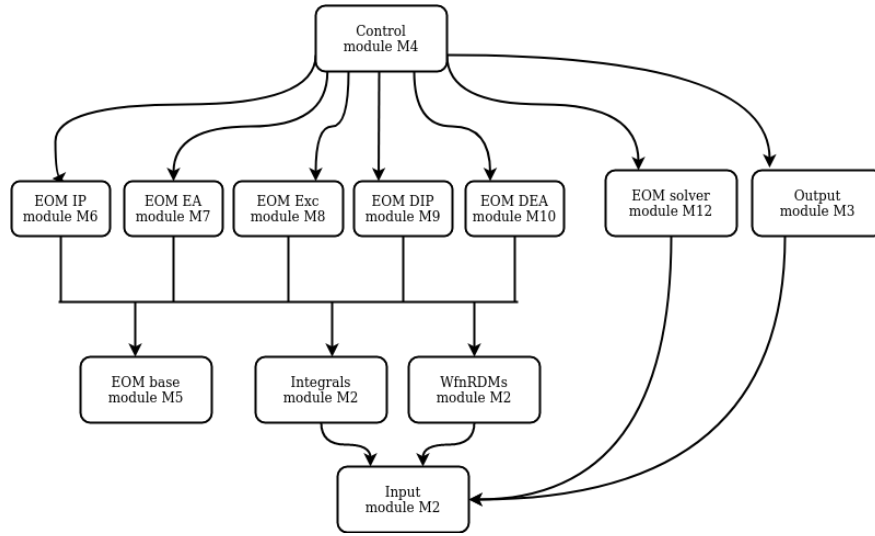 Control
module M4
EOM IP
module M6
EOM EA
module M7
EOM Exc
module M8
EOM DIP
module M9
EOM DEA
module M10
EOM solver
module M12
Output
module M3
EOM base
module M5
Integrals
module M2
WfnRDMs
module M2
Input
module M2